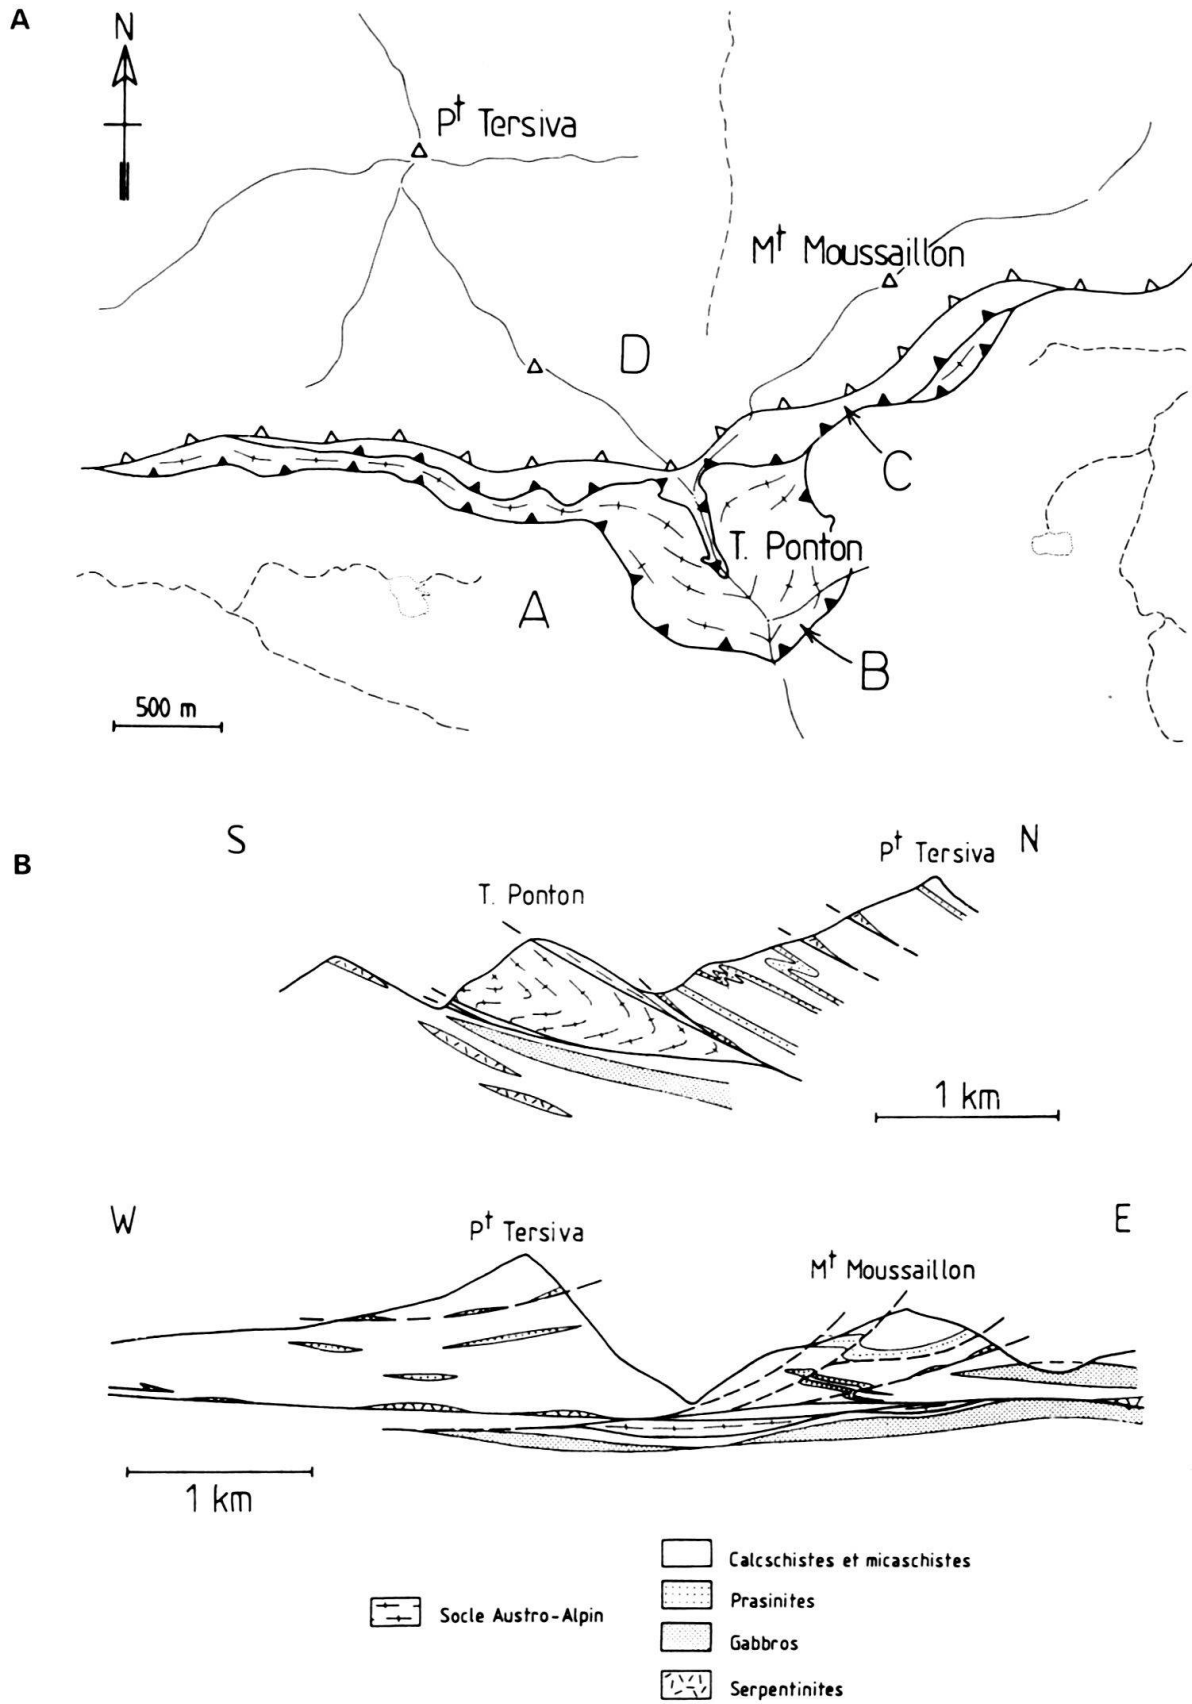 A
N
Pt Tersiva
Mt Moussaillon
D
C
T. Ponton
A
B
500 m
S
N
B
Pt Tersiva
T. Ponton
1 km
W
E
Pt Tersiva
Mt Moussaillon
1 km
Calcschistes et micaschistes
Prasinites
Socle Austro-Alpin
Gabbros
Serpentinites